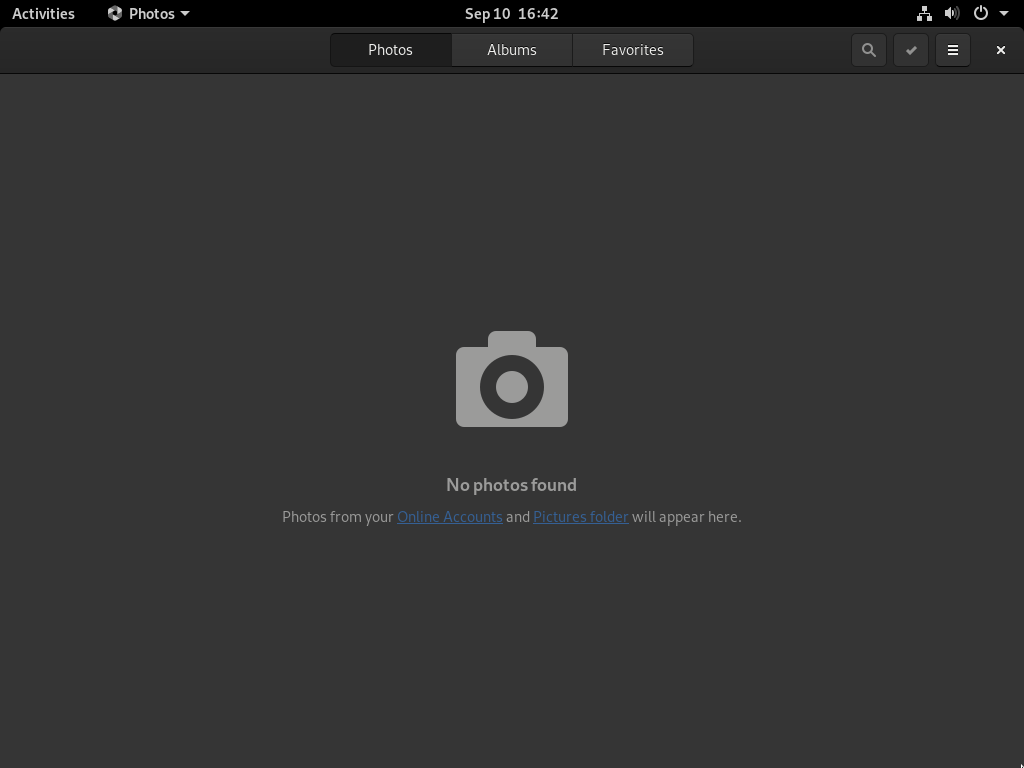 Activities Photos Sep 10 16:42
Photos Albums Favorites
No photos found
Photos from your Online Accounts and Pictures folder will appear here.